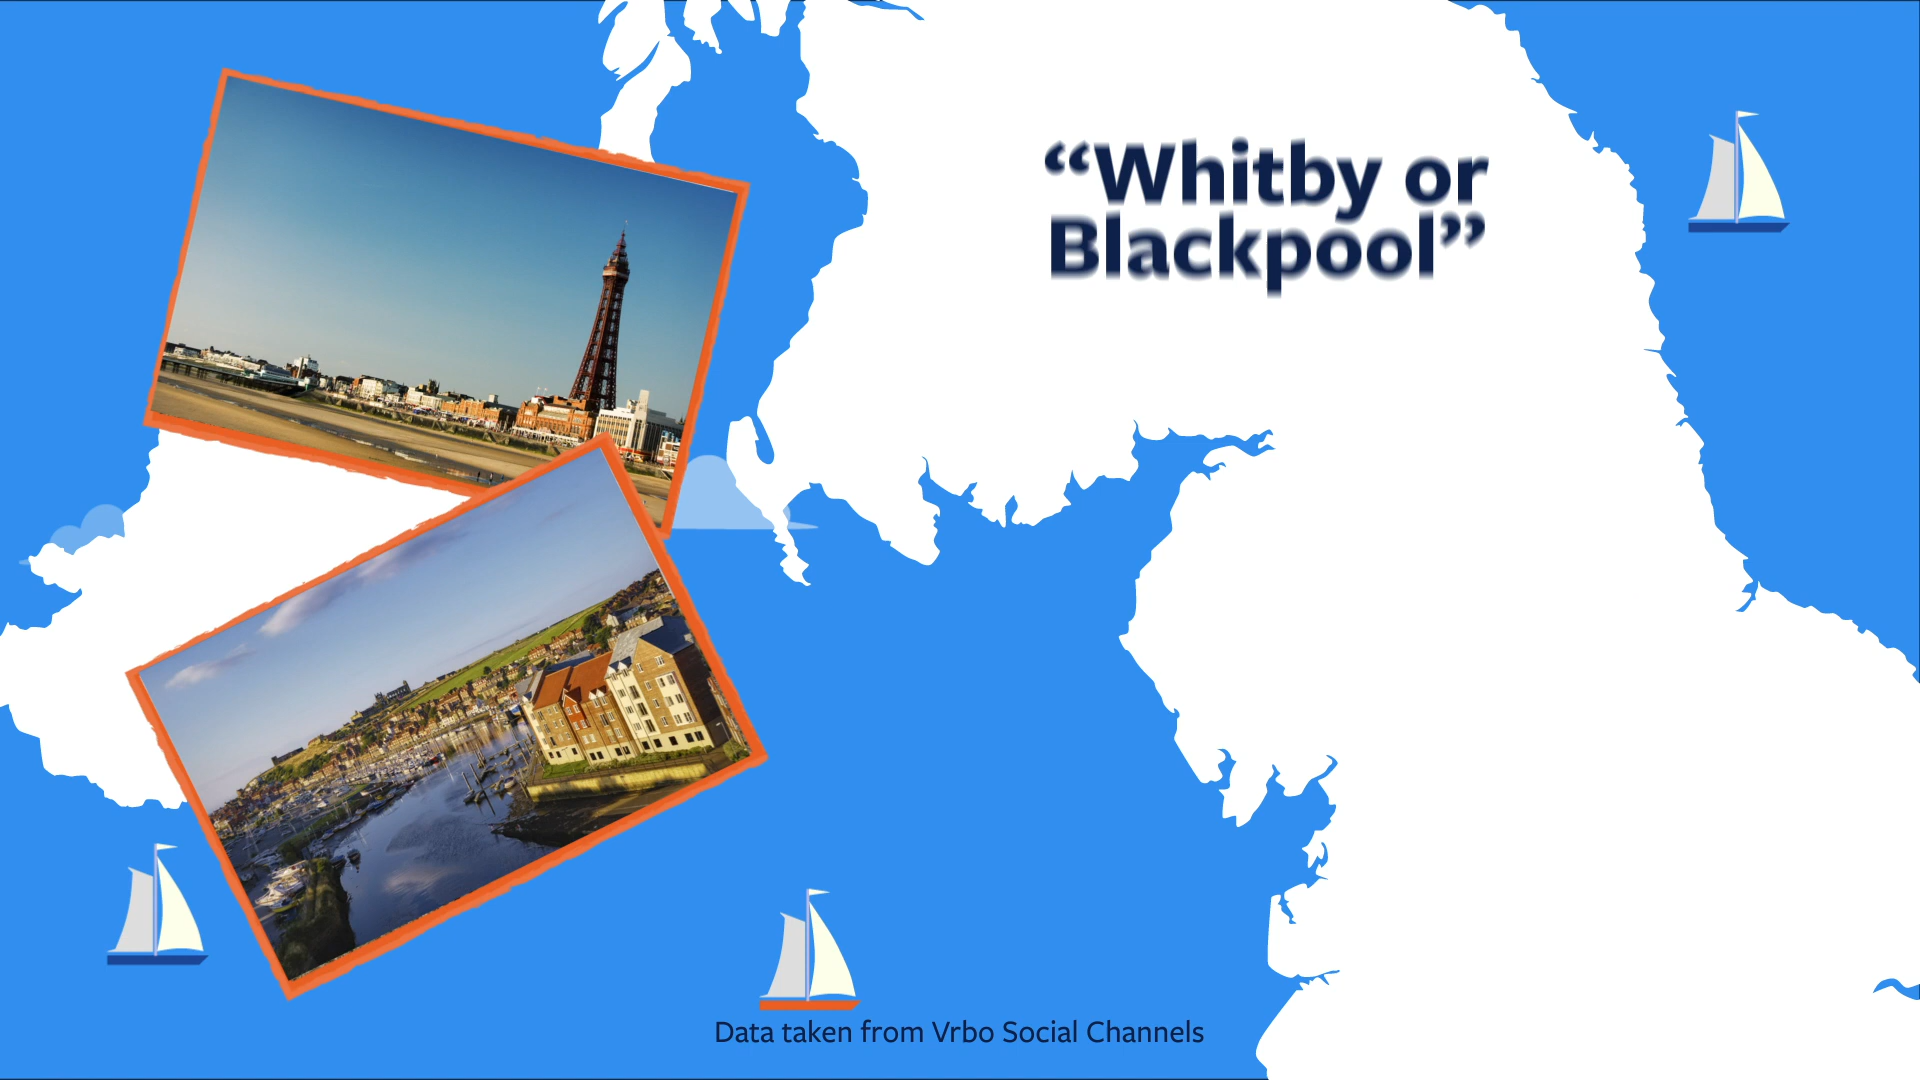 “Whitby or
Blackpool”
Data taken from Vrbo Social Channels